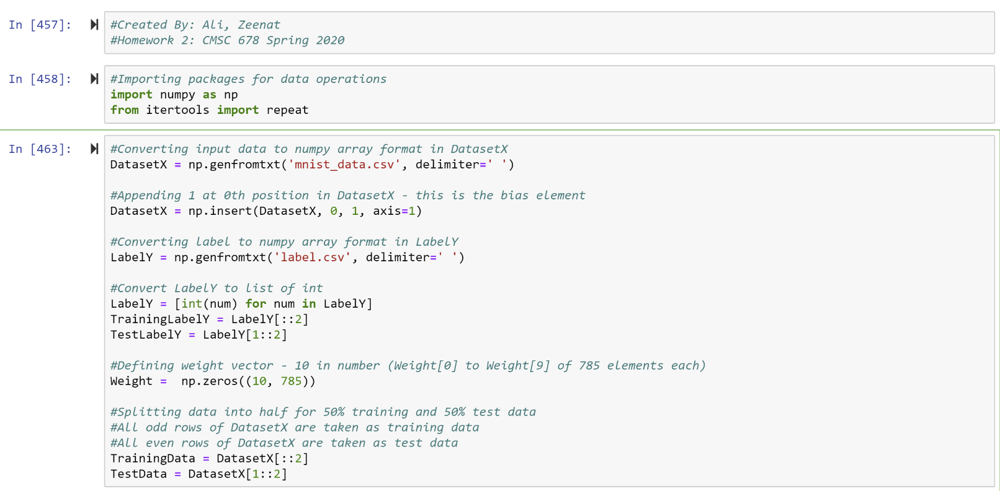 In [457]:
#Created By: Ali, Zeenat
#Homework 2: CMSC 678 Spring 2020
In [458]:
#Importing packages for data operations
import numpy as np
from itertools import repeat
In [463]:
#Converting input data to numpy array format in DatasetX
DatasetX = np.genfromtxt('mnist_data.csv', delimiter=' ')
#Appending 1 at 0th position in DatasetX - this is the bias element
DatasetX = np.insert(DatasetX, 0, 1, axis=1)
#Converting label to numpy array format in LabelY
LabelY = np.genfromtxt('label.csv', delimiter=' ')
#Convert LabelY to list of int
LabelY = [int(num) for num in LabelY]
TrainingLabelY = LabelY[::2]
TestLabelY = LabelY[1::2]
#Defining weight vector - 10 in number (Weight[0] to Weight[9] of 785 elements each)
Weight =  np.zeros((10, 785))
#Splitting data into half for 50% training and 50% test data
#All odd rows of DatasetX are taken as training data
#All even rows of DatasetX are taken as test data
TrainingData = DatasetX[::2]
TestData = DatasetX[1::2]